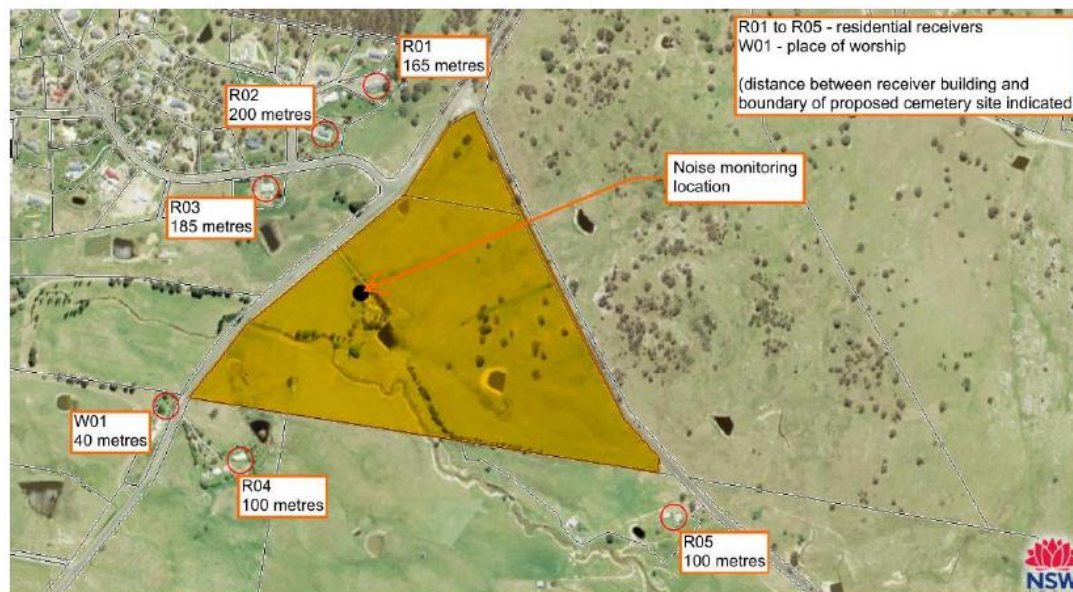 R01 to R05 - residential receivers
W01 - place of worship
(distance between receiver building and
boundary of proposed cemetery site indicated
R01
165 metres
R02
200 metres
Noise monitoring
location
R03
185 metres
W01
40 metres
R04
100 metres
R05
100 metres
NSW